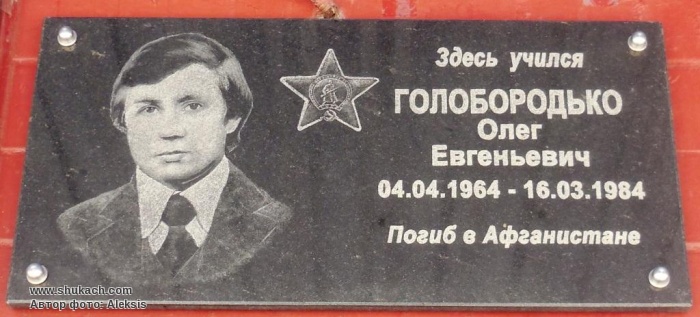 Здесь учился
ГОЛОБОРОДЬКО
Олег
Евгеньевич
04.04.1964 - 16.03.1984
Погиб в Афганистане
www.shukach.com
Автор фото: Aleksis